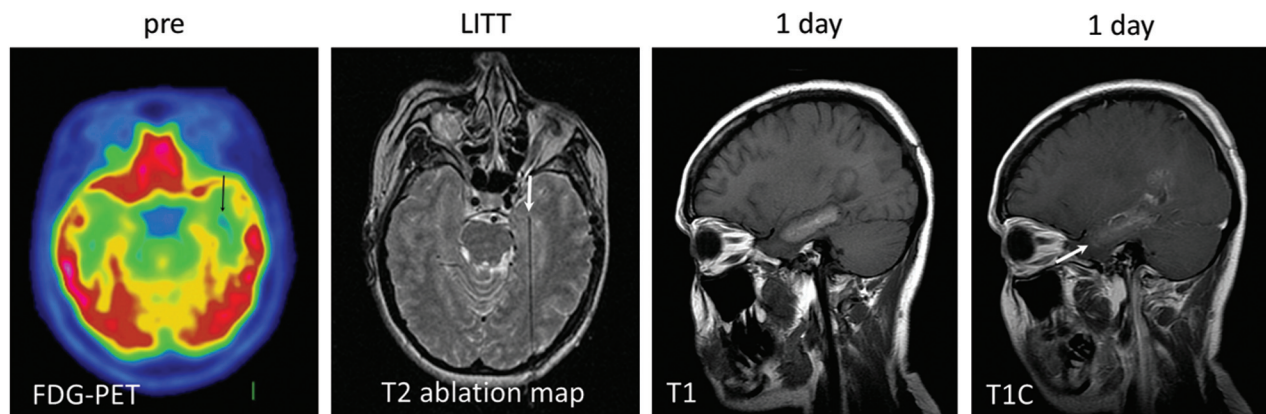 pre
LITT
1 day
1 day
FDG-PET
T2 ablation map
T1
T1C